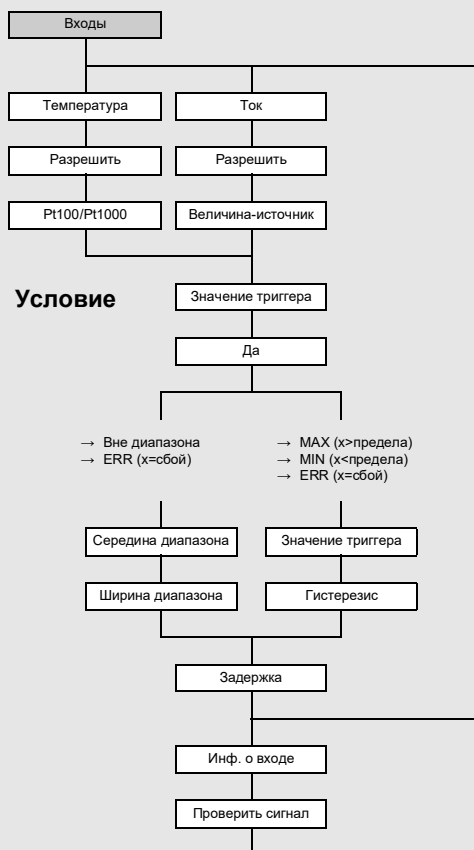 Входы
Температура
Ток
Разрешить
Разрешить
Pt100/Pt1000
Величина-источник
Условие
Значение триггера
Да
→ Вне диапазона
→ ERR (x=сбой)
→ MAX (x>предела)
→ MIN (x<предела)
→ ERR (x=сбой)
Середина диапазона
Значение триггера
Ширина диапазона
Гистерезис
Задержка
Инф. о входе
Проверить сигнал